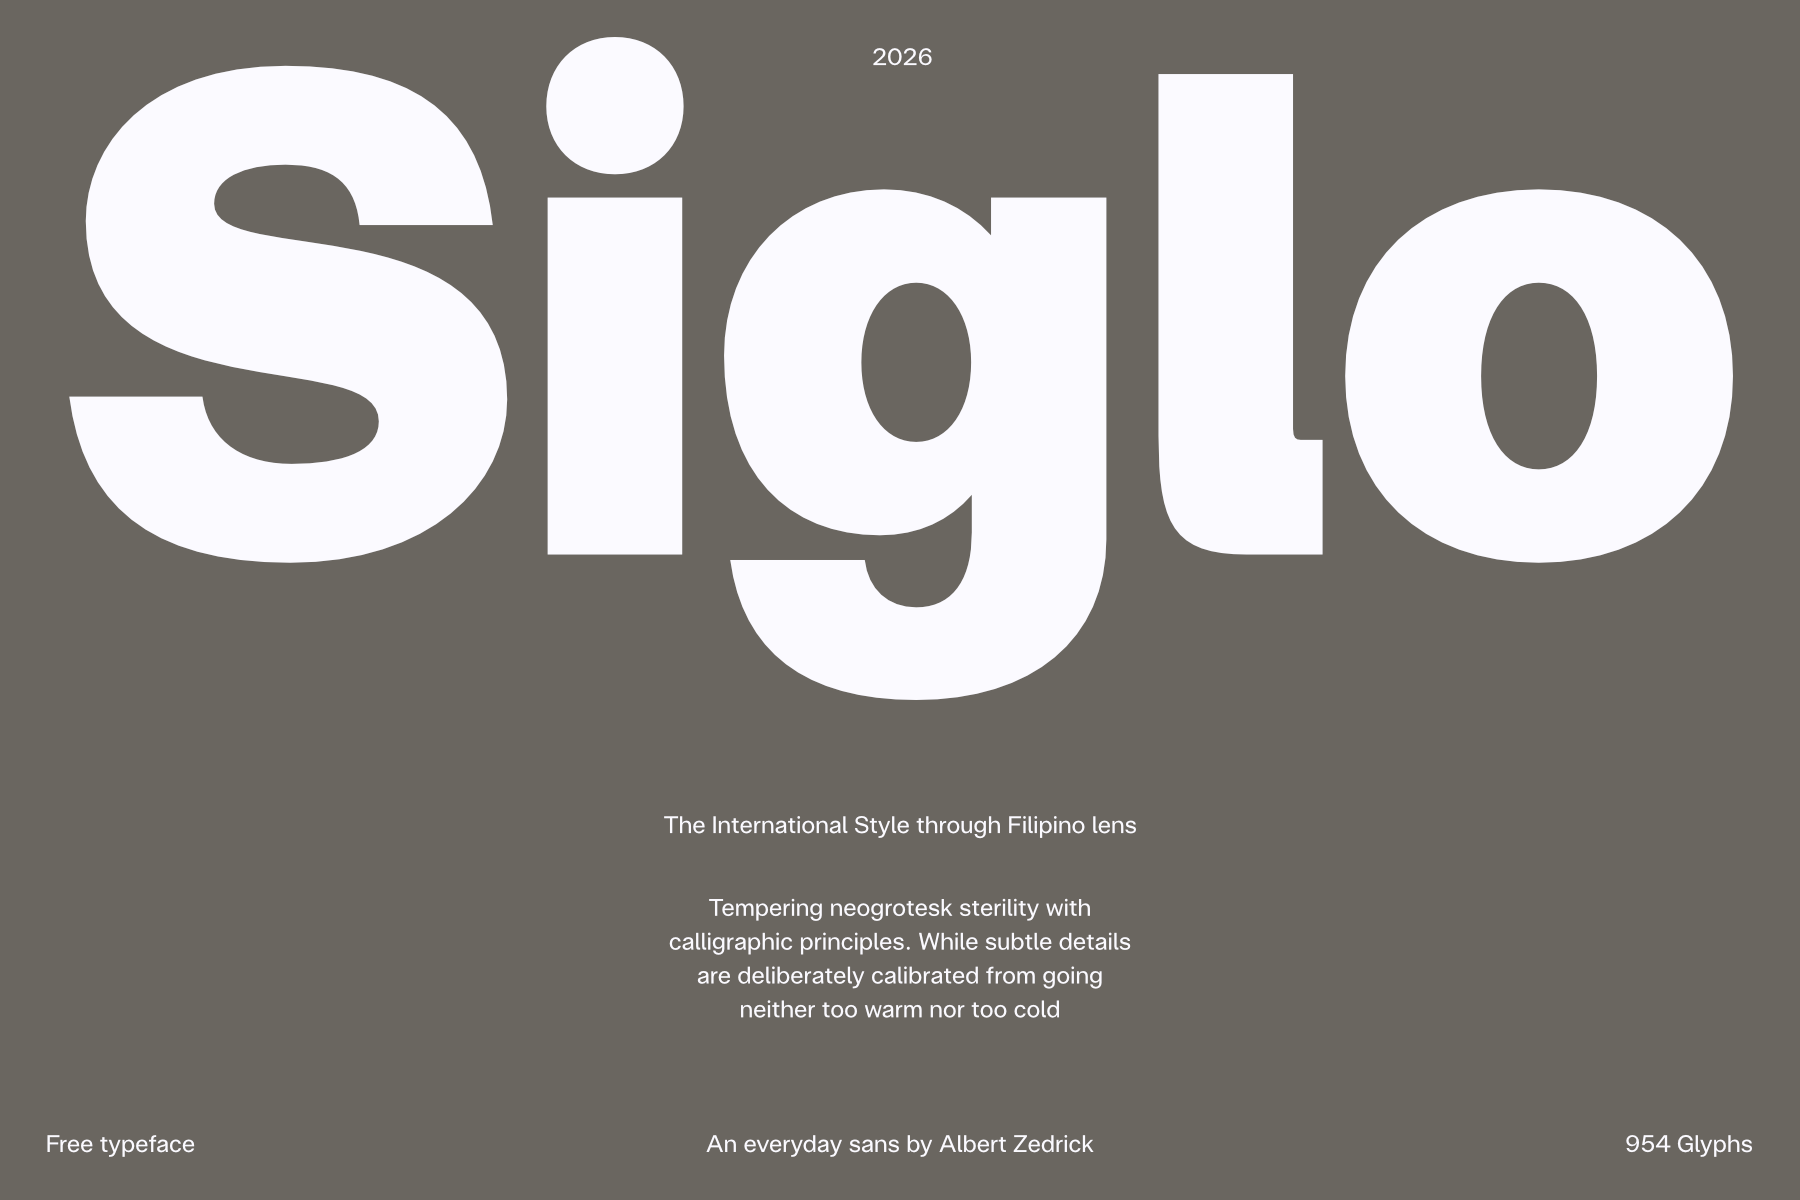 2026
Siglo
The International Style through Filipino lens
Tempering neogrotesk sterility with
calligraphic principles. While subtle details
are deliberately calibrated from going
neither too warm nor too cold
Free typeface
An everyday sans by Albert Zedrick
954 Glyphs